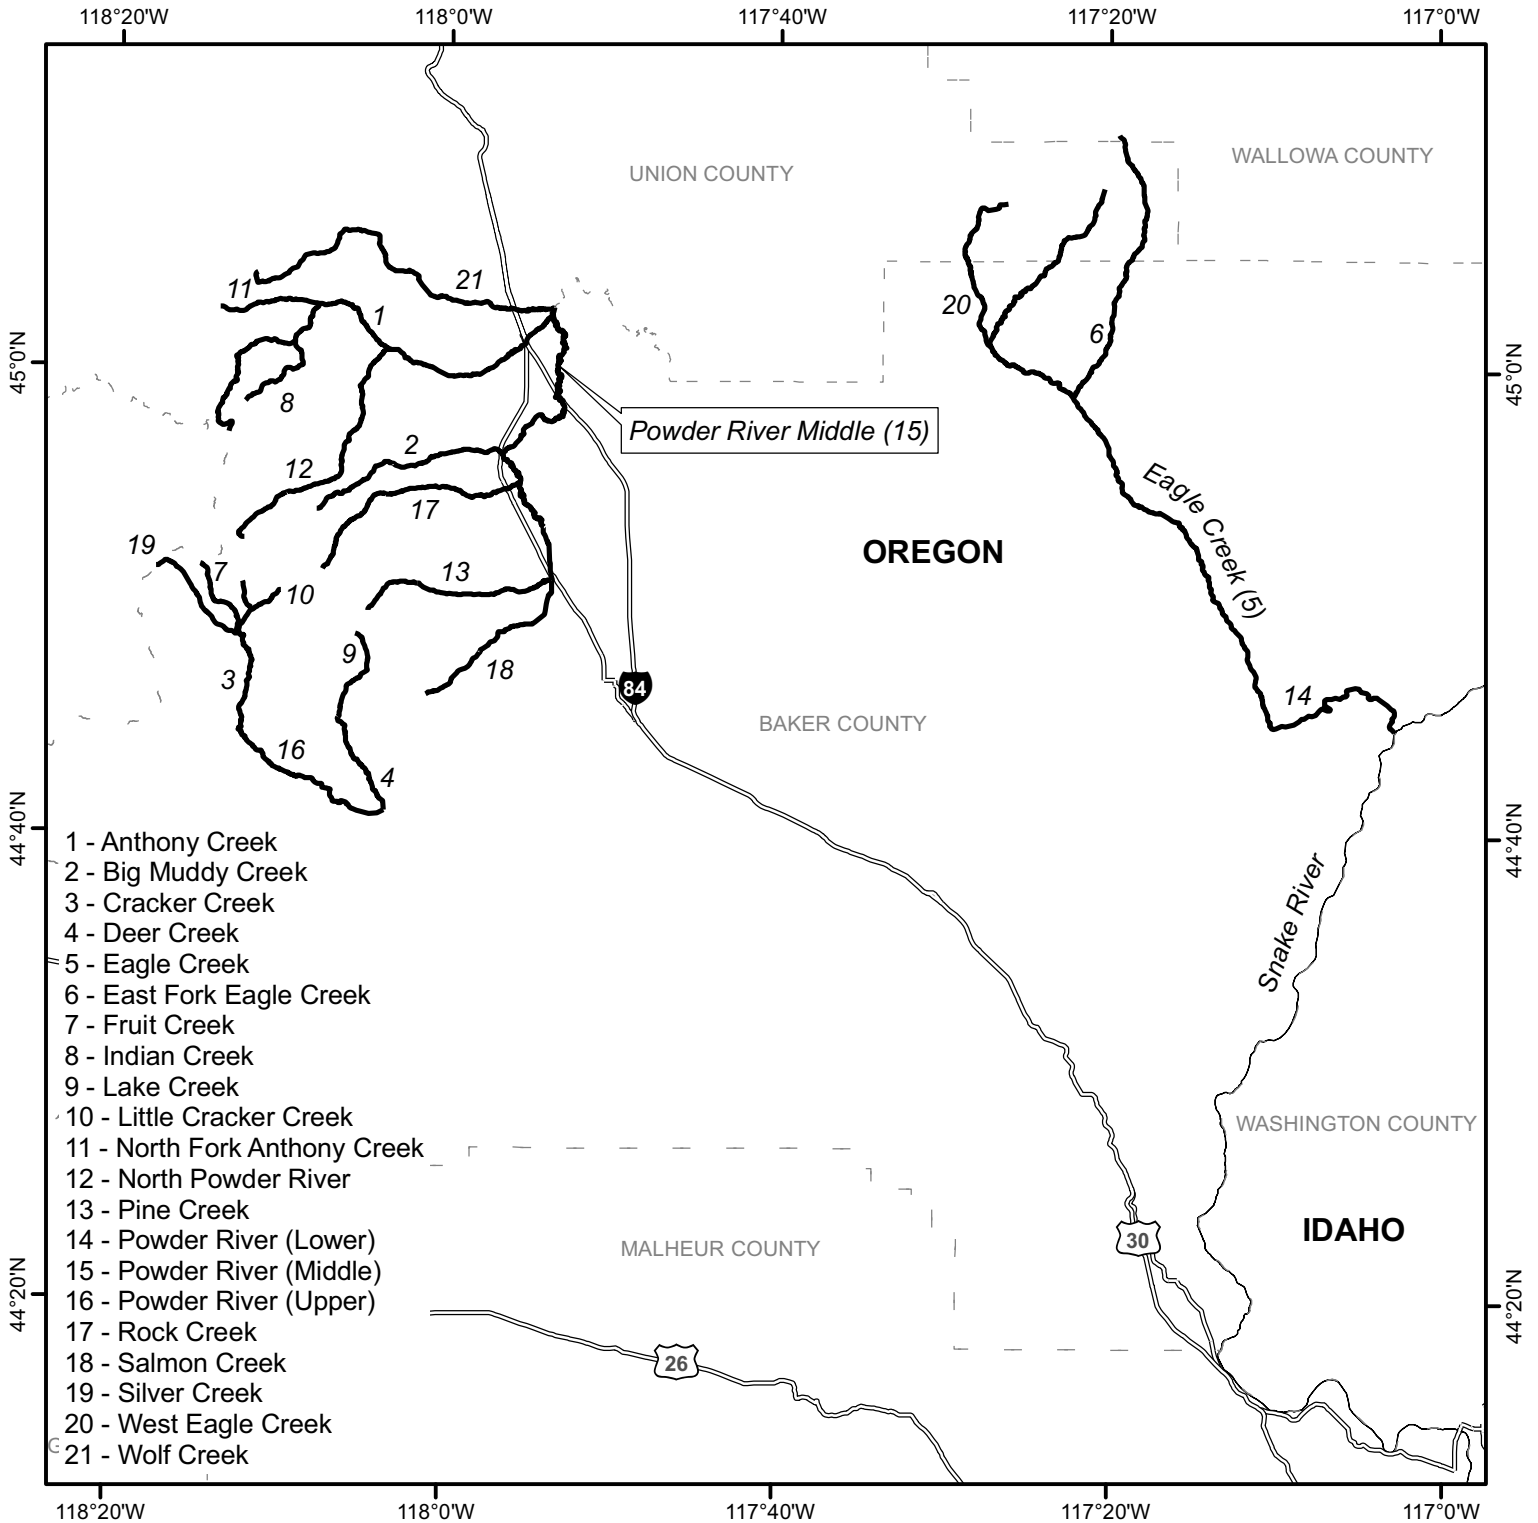 118°20'W
118°0'W
117°40'W
117°20'W
117°0'W
UNION COUNTY
WALLOWA COUNTY
11
21
1
20
6
45°0'N
45°0'N
8
Powder River Middle (15)
2
12
17
Eagle Creek (5)
19
OREGON
7
13
10
9
18
3
84
14
BAKER COUNTY
16
4
44°40'N
44°40'N
Snake River
1 - Anthony Creek
2 - Big Muddy Creek
3 - Cracker Creek
4 - Deer Creek
5 - Eagle Creek
6 - East Fork Eagle Creek
7 - Fruit Creek
8 - Indian Creek
9 - Lake Creek
10 - Little Cracker Creek
11 - North Fork Anthony Creek
12 - North Powder River
13 - Pine Creek
14 - Powder River (Lower)
15 - Powder River (Middle)
16 - Powder River (Upper)
17 - Rock Creek
18 - Salmon Creek
19 - Silver Creek
20 - West Eagle Creek
21 - Wolf Creek
WASHINGTON COUNTY
IDAHO
30
MALHEUR COUNTY
44°20'N
44°20'N
26
G
118°20'W
118°0'W
117°40'W
117°20'W
117°0'W